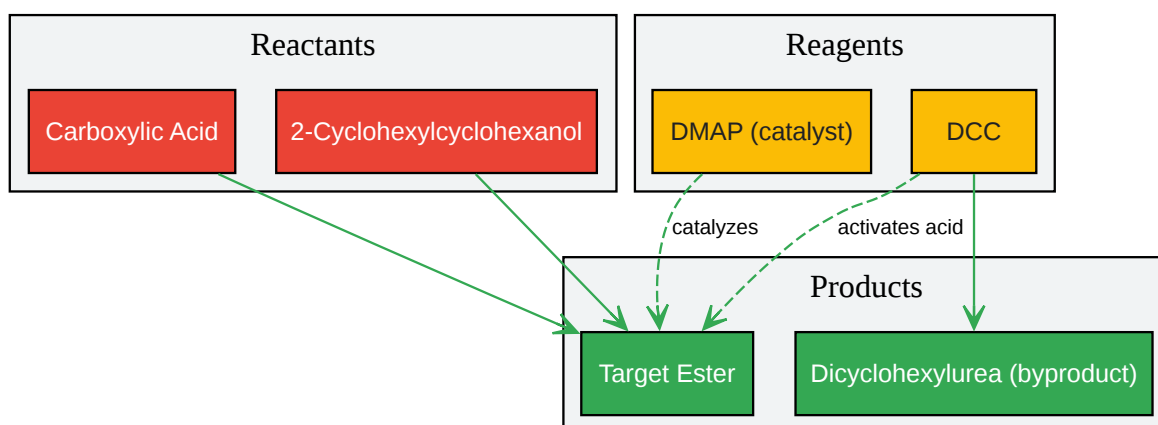 Reactants
Reagents
Carboxylic Acid
2-Cyclohexylcyclohexanol
DMAP (catalyst)
DCC
catalyzes
activates acid
Products
Target Ester
Dicyclohexylurea (byproduct)